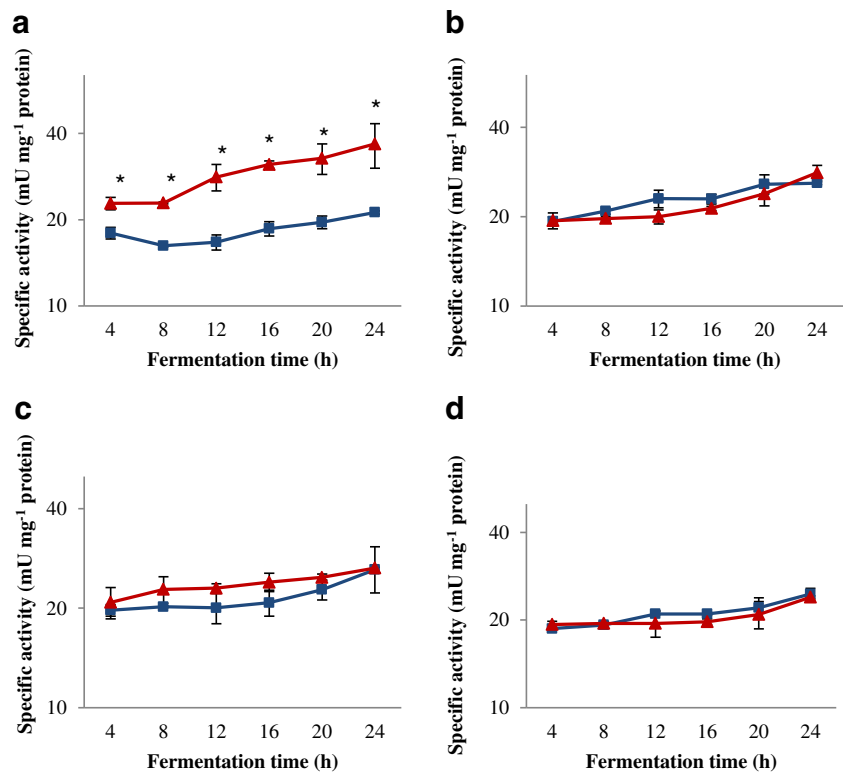 a
Specific activity (mU mg-1 protein)
40
20
10
* * * * * *
4 8 12 16 20 24
Fermentation time (h)
b
Specific activity (mU mg-1 protein)
40
20
10
4 8 12 16 20 24
Fermentation time (h)
c
Specific activity (mU mg-1 protein)
40
20
10
4 8 12 16 20 24
Fermentation time (h)
d
Specific activity (mU mg-1 protein)
40
20
10
4 8 12 16 20 24
Fermentation time (h)